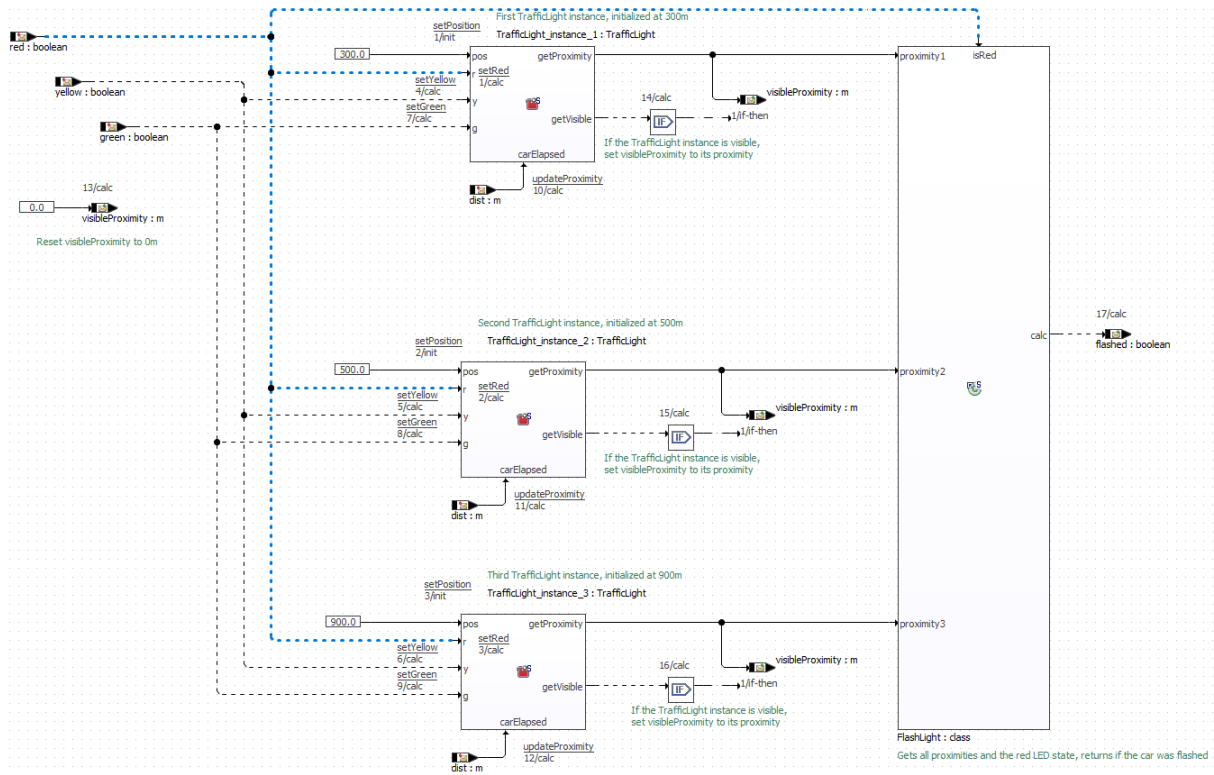 First TrafficLight instance, initialized at 300m
setPosition
TrafficLight_instance_1 : TrafficLight
1/init
red : boolean
300.0
pos
getProximity
proximity1
isRed
r
setRed
1/calc
setYellow
4/calc
yellow : boolean
y
visibleProximity : m
setGreen
7/calc
14/calc
IF
1/if-then
getVisible
g
green : boolean
If the TrafficLight instance is visible,
set visibleProximity to its proximity
carElapsed
updateProximity
10/calc
dist : m
13/calc
0.0
visibleProximity : m
Reset visibleProximity to 0m
Second TrafficLight instance, initialized at 500m
setPosition
TrafficLight_instance_2 : TrafficLight
2/init
17/calc
calc
flashed : boolean
500.0
pos
getProximity
proximity2
r
setRed
2/calc
setYellow
5/calc
y
visibleProximity : m
setGreen
8/calc
15/calc
IF
1/if-then
getVisible
g
If the TrafficLight instance is visible,
set visibleProximity to its proximity
carElapsed
updateProximity
11/calc
dist : m
Third TrafficLight instance, initialized at 900m
setPosition
TrafficLight_instance_3 : TrafficLight
3/init
900.0
pos
getProximity
proximity3
r
setRed
3/calc
setYellow
6/calc
y
visibleProximity : m
setGreen
9/calc
16/calc
IF
1/if-then
getVisible
g
If the TrafficLight instance is visible,
set visibleProximity to its proximity
carElapsed
updateProximity
12/calc
dist : m
FlashLight : class
Gets all proximities and the red LED state, returns if the car was flashed